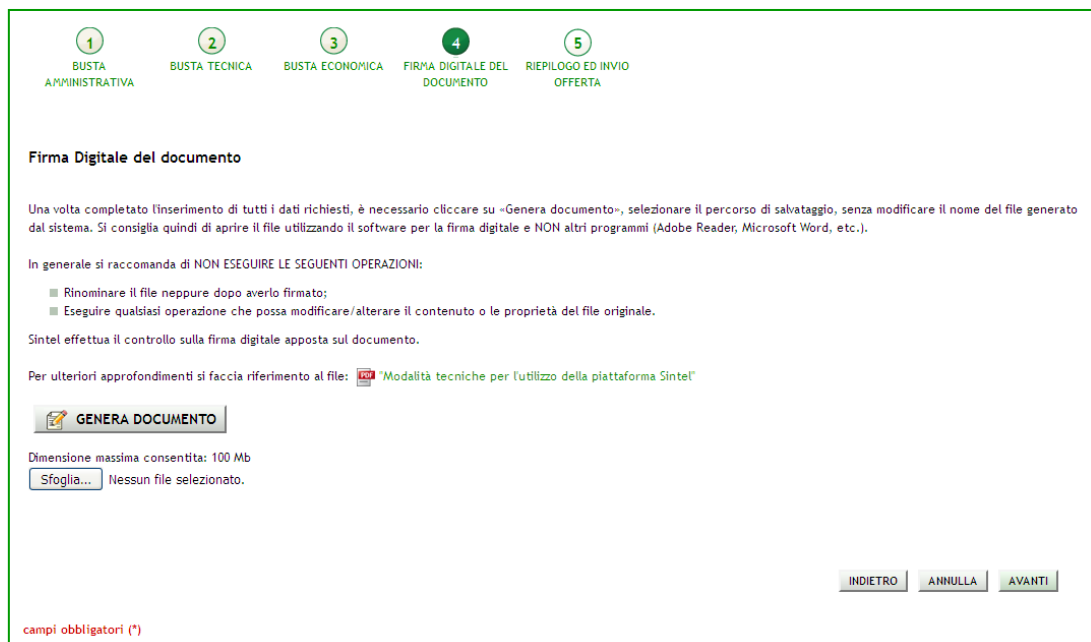 1 2 3 4 5
BUSTA AMMINISTRATIVA
BUSTA TECNICA
BUSTA ECONOMICA
FIRMA DIGITALE DEL DOCUMENTO
RIEPILOGO ED INVIO OFFERTA
Firma Digitale del documento
Una volta completato l'inserimento di tutti i dati richiesti, è necessario cliccare su «Genera documento», selezionare il percorso di salvataggio, senza modificare il nome del file generato
dal sistema. Si consiglia quindi di aprire il file utilizzando il software per la firma digitale e NON altri programmi (Adobe Reader, Microsoft Word, etc.).
In generale si raccomanda di NON ESEGUIRE LE SEGUENTI OPERAZIONI:
Rinominare il file neppure dopo averlo firmato;
Eseguire qualsiasi operazione che possa modificare/alterare il contenuto o le proprietà del file originale.
Sintel effettua il controllo sulla firma digitale apposta sul documento.
Per ulteriori approfondimenti si faccia riferimento al file: PDF "Modalità tecniche per l'utilizzo della piattaforma Sintel"
GENERA DOCUMENTO
Dimensione massima consentita: 100 Mb
Sfoglia... Nessun file selezionato.
INDIETRO ANNULLA AVANTI
campi obbligatori (*)